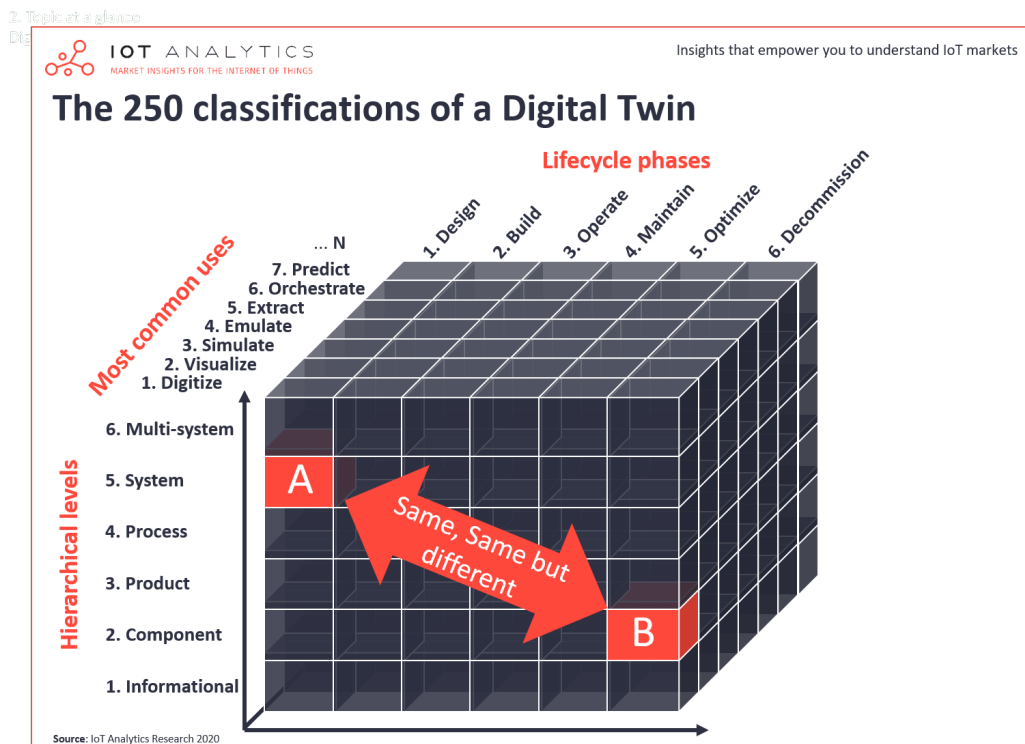 2. Topic at a glance
IOT ANALYTICS
MARKET INSIGHTS FOR THE INTERNET OF THINGS
Insights that empower you to understand IoT markets
The 250 classifications of a Digital Twin
Lifecycle phases
1. Design
2. Build
3. Operate
4. Maintain
5. Optimize
6. Decommission
Most common uses
... N
7. Predict
6. Orchestrate
5. Extract
4. Emulate
3. Simulate
2. Visualize
1. Digitize
Hierarchical levels
6. Multi-system
5. System
4. Process
3. Product
2. Component
1. Informational
A
Same, Same but
different
B
Source: IoT Analytics Research 2020